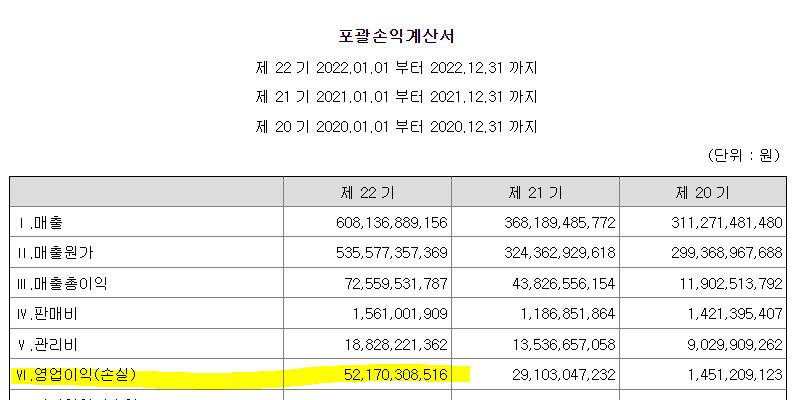 포괄손익계산서
제 22 기 2022.01.01 부터 2022.12.31 까지
제 21 기 2021.01.01 부터 2021.12.31 까지
제 20 기 2020.01.01 부터 2020.12.31 까지
(단위 : 원)
제 22 기 제 21 기 제 20 기
Ⅰ.매출 608,136,889,156 368,189,485,772 311,271,481,480
Ⅱ.매출원가 535,577,357,369 324,362,929,618 299,368,967,688
Ⅲ.매출총이익 72,559,531,787 43,826,556,154 11,902,513,792
Ⅳ.판매비 1,561,001,909 1,186,851,864 1,421,395,407
Ⅴ.관리비 18,828,221,362 13,536,657,058 9,029,909,262
Ⅵ.영업이익(손실) 52,170,308,516 29,103,047,232 1,451,209,123